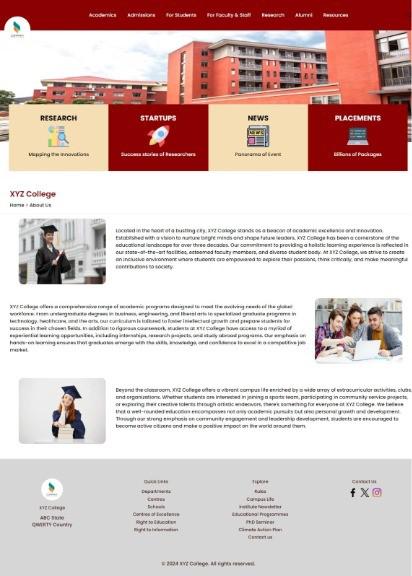 Academics Admissions For Students For Faculty & Staff Research Alumni Resources
RESEARCH
Mapping the Innovations
STARTUPS
Success stories of Researchers
NEWS
Panorama of Event
PLACEMENTS
Billions of Packages
XYZ College
Home > About Us
Located in the heart of a bustling city, XYZ College stands as a beacon of academic excellence and innovation.
Established with a vision to nurture bright minds and shape future leaders, XYZ College has been a cornerstone of the
educational landscape for over three decades. Our commitment to providing a holistic learning experience is reflected in
our state-of-the-art facilities, esteemed faculty members, and diverse student body. At XYZ College, we strive to create
an inclusive environment where students are empowered to explore their passions, think critically, and make meaningful
contributions to society.
XYZ College offers a comprehensive range of academic programs designed to meet the evolving needs of the global
workforce. From undergraduate degrees in business, engineering, and liberal arts to specialized graduate programs in
technology, healthcare, and the arts, our curriculum is tailored to foster intellectual growth and prepare students for
success in their chosen fields. In addition to rigorous coursework, students at XYZ College have access to a myriad of
experiential learning opportunities, including internships, research projects, and study abroad programs. Our emphasis on
hands-on learning ensures that graduates emerge with the skills, knowledge, and confidence to excel in a competitive job
market.
Beyond the classroom, XYZ College offers a vibrant campus life enriched by a wide array of extracurricular activities, clubs,
and organizations. Whether students are interested in joining a sports team, participating in community service projects,
or exploring their creative talents through artistic endeavors, there's something for everyone at XYZ College. We believe
that a well-rounded education encompasses not only academic pursuits but also personal growth and development.
Through our strong emphasis on community engagement and leadership development, students are encouraged to
become active citizens and make a positive impact on the world around them.
XYZ College
ABC State
QWERTY Country
Quick Links
Departments
Centres
Schools
Centres of Excellence
Right to Education
Right to Information
Explore
Campus Life
Institute Newsletter
Educational Programmes
PhD Seminar
Climate Action Plan
Contact us
Contact Us
© 2024 XYZ College. All rights reserved.